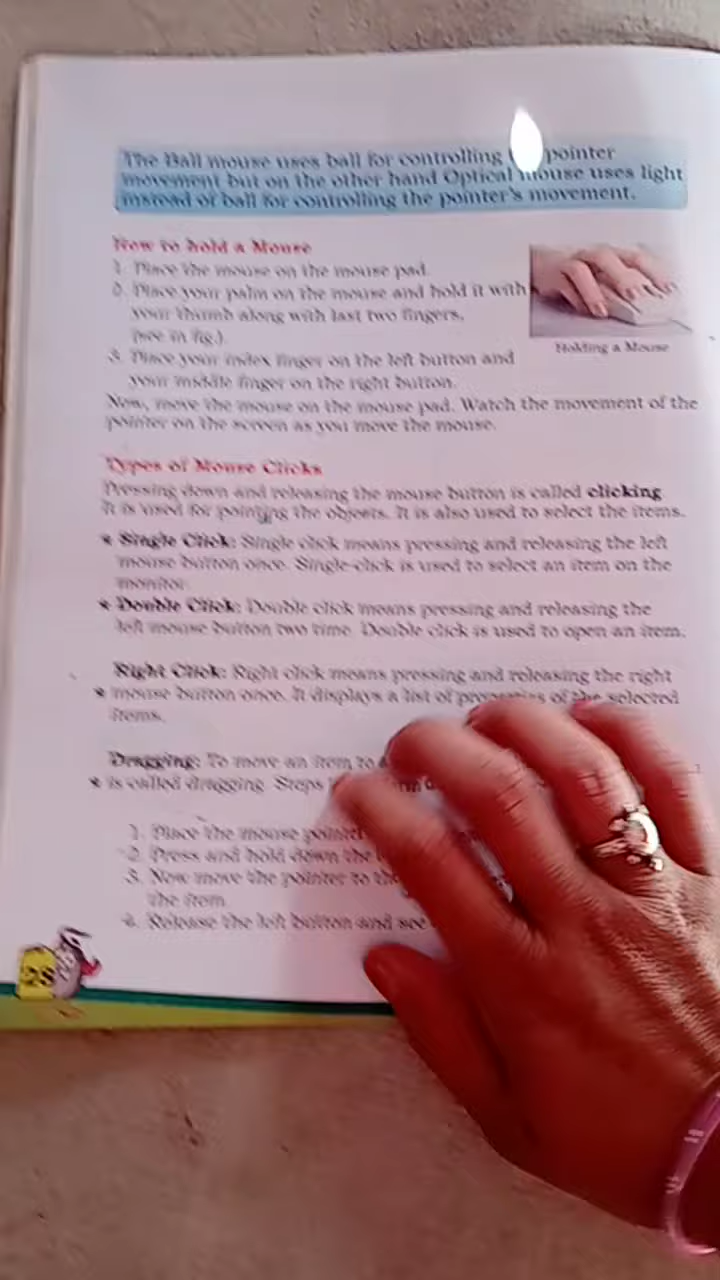 The Ball mouse uses ball for controlling pointer
movement but on the other hand Optical mouse uses light
instead of ball for controlling the pointer's movement.
How to hold a Mouse
1. Place the mouse on the mouse pad.
2. Place your palm on the mouse and hold it with
your thumb along with last two fingers.
(see in fig.).
3. Place your index finger on the left button and
your middle finger on the right button.
Holding a Mouse
Now, move the mouse on the mouse pad. Watch the movement of the
pointer on the screen as you move the mouse.
Types of Mouse Clicks
Pressing down and releasing the mouse button is called clicking.
It is used for pointing the objects. It is also used to select the items.
★ Single Click: Single click means pressing and releasing the left
mouse button once. Single-click is used to select an item on the
monitor.
★ Double Click: Double click means pressing and releasing the
left mouse button two time. Double click is used to open an item.
Right Click: Right click means pressing and releasing the right
★ mouse button once. It displays a list of properties of the selected
items.
Dragging: To move an item to
★ is called dragging. Steps
1. Place the mouse pointer
2. Press and hold down the
3. Now move the pointer to the
the item.
4. Release the left button and see
28